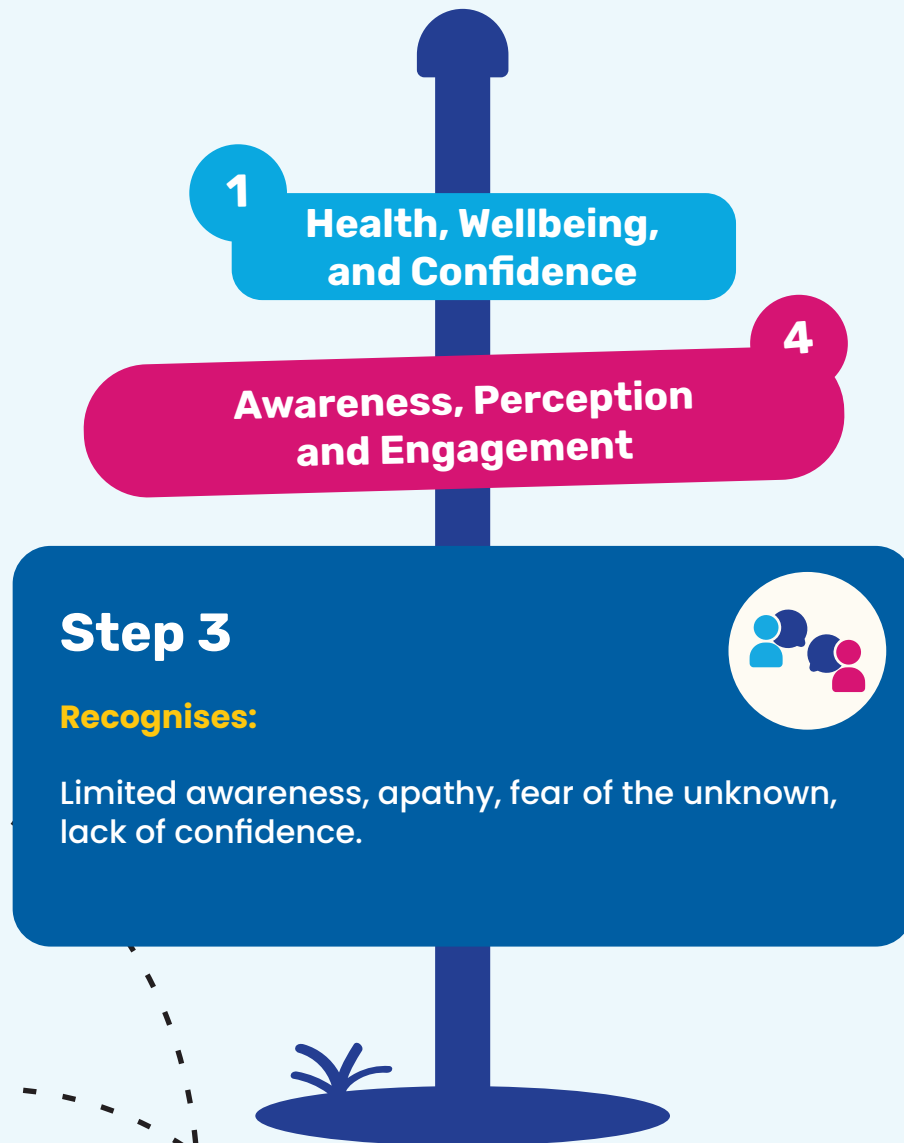 1
Health, Wellbeing,
and Confidence
4
Awareness, Perception
and Engagement
Step 3
Recognises:
Limited awareness, apathy, fear of the unknown,
lack of confidence.